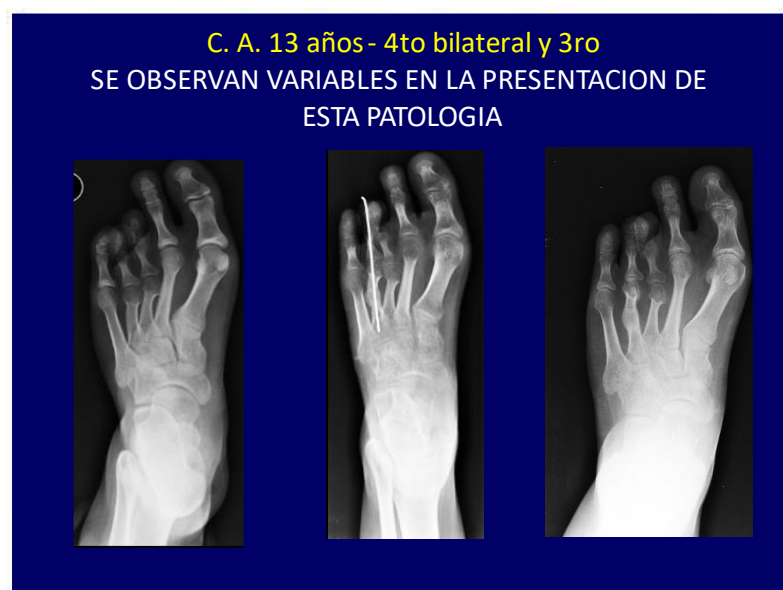 C. A. 13 años - 4to bilateral y 3ro
SE OBSERVAN VARIABLES EN LA PRESENTACION DE
ESTA PATOLOGIA